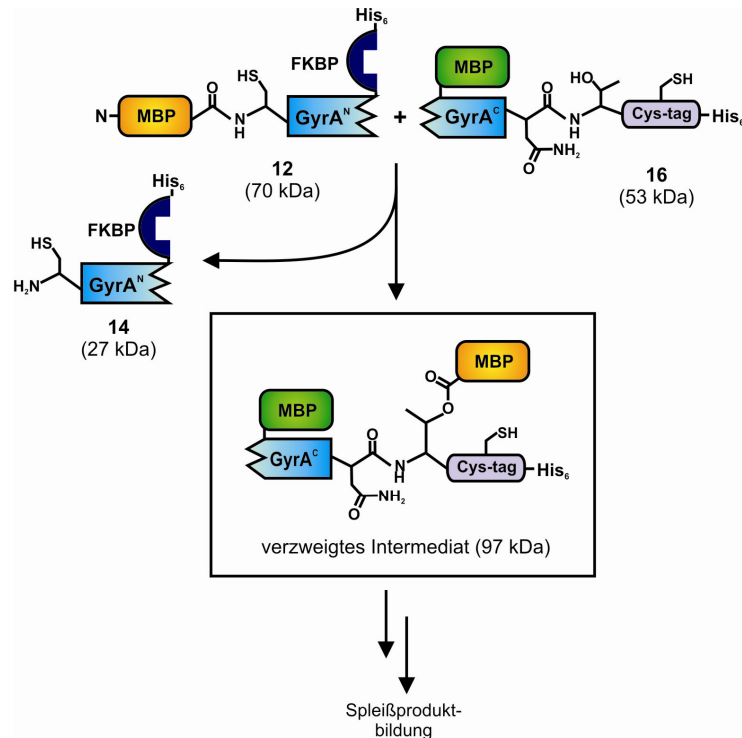 His₆
FKBP
HS
N
MBP
O
N
H
GyrAᴺ
12
(70 kDa)
+
MBP
GyrAᶜ
O
NH₂
O
N
H
HO
SH
Cys-tag
His₆
16
(53 kDa)
His₆
FKBP
HS
H₂N
GyrAᴺ
14
(27 kDa)
MBP
O
O
MBP
GyrAᶜ
O
N
H
O
NH₂
SH
Cys-tag
His₆
verzweigtes Intermediat (97 kDa)
Spleißprodukt-
bildung